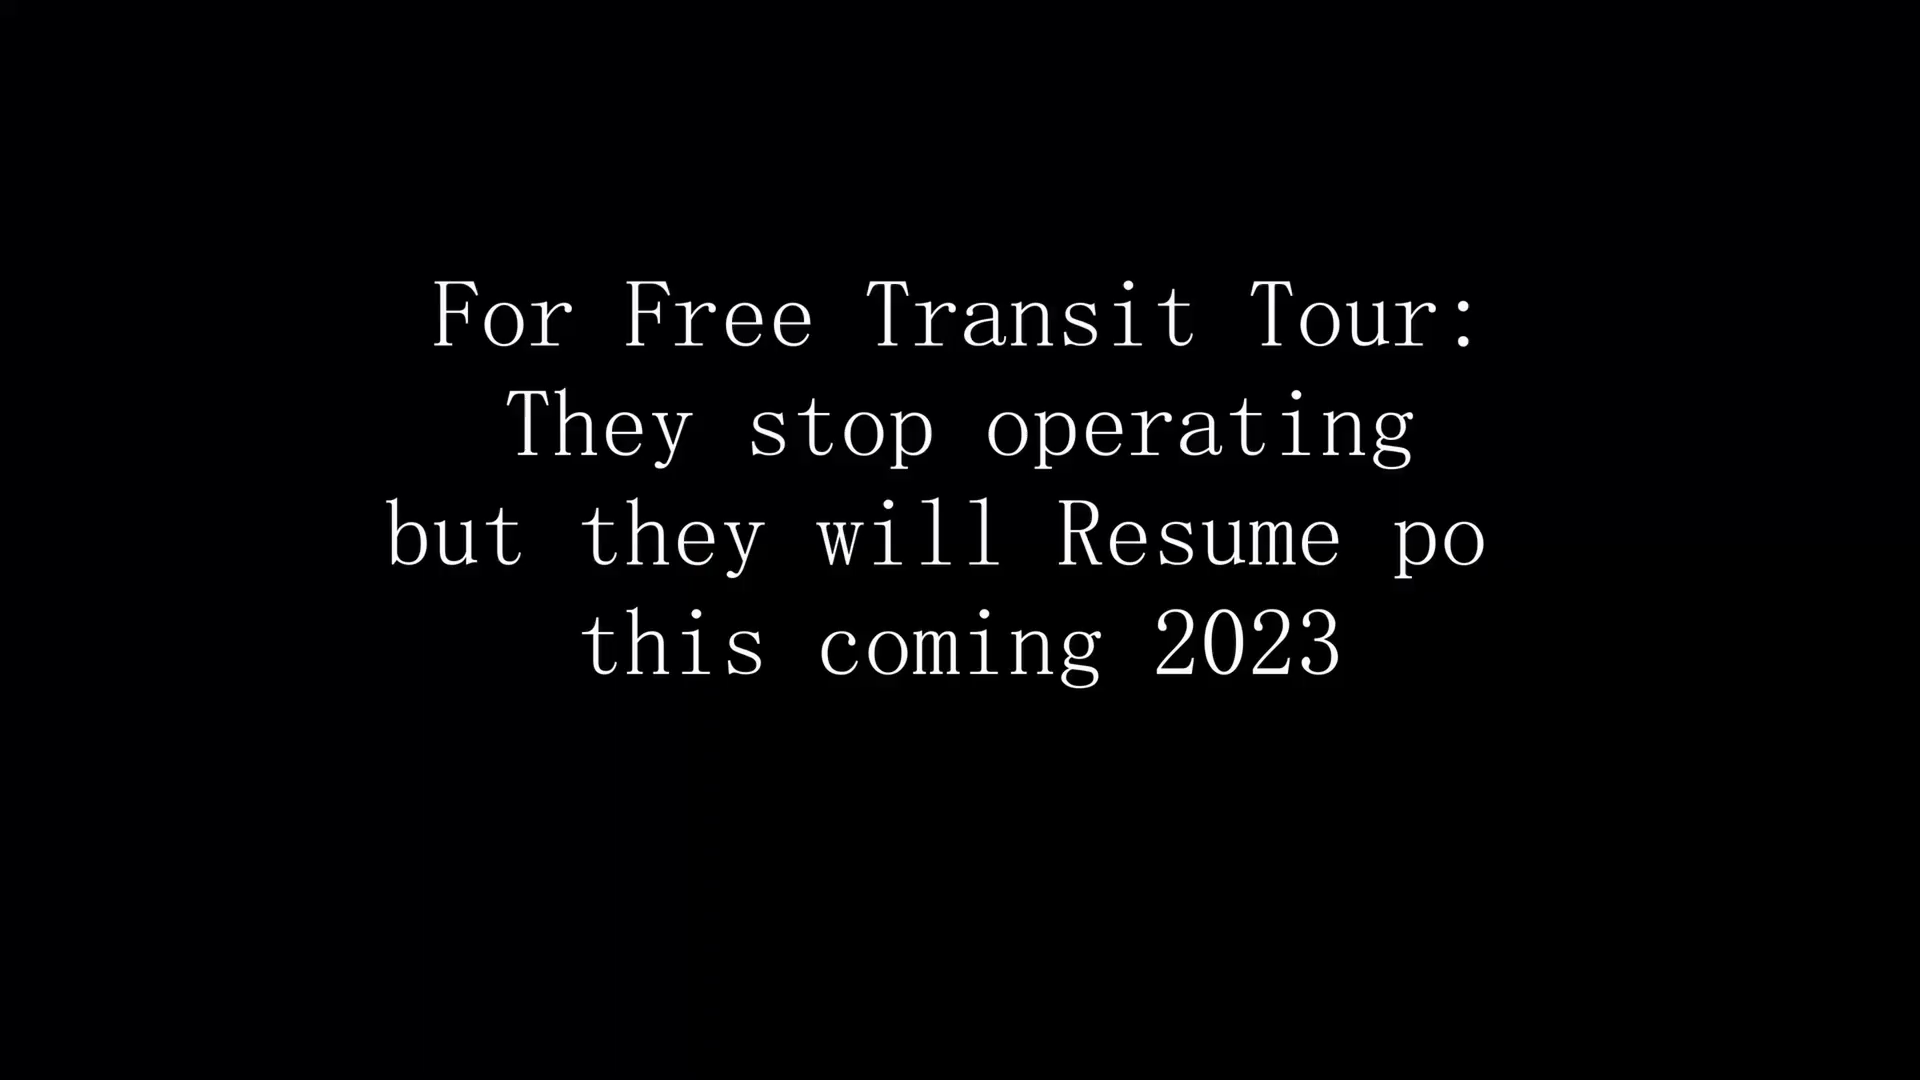 For Free Transit Tour:
They stop operating
but they will Resume po
this coming 2023